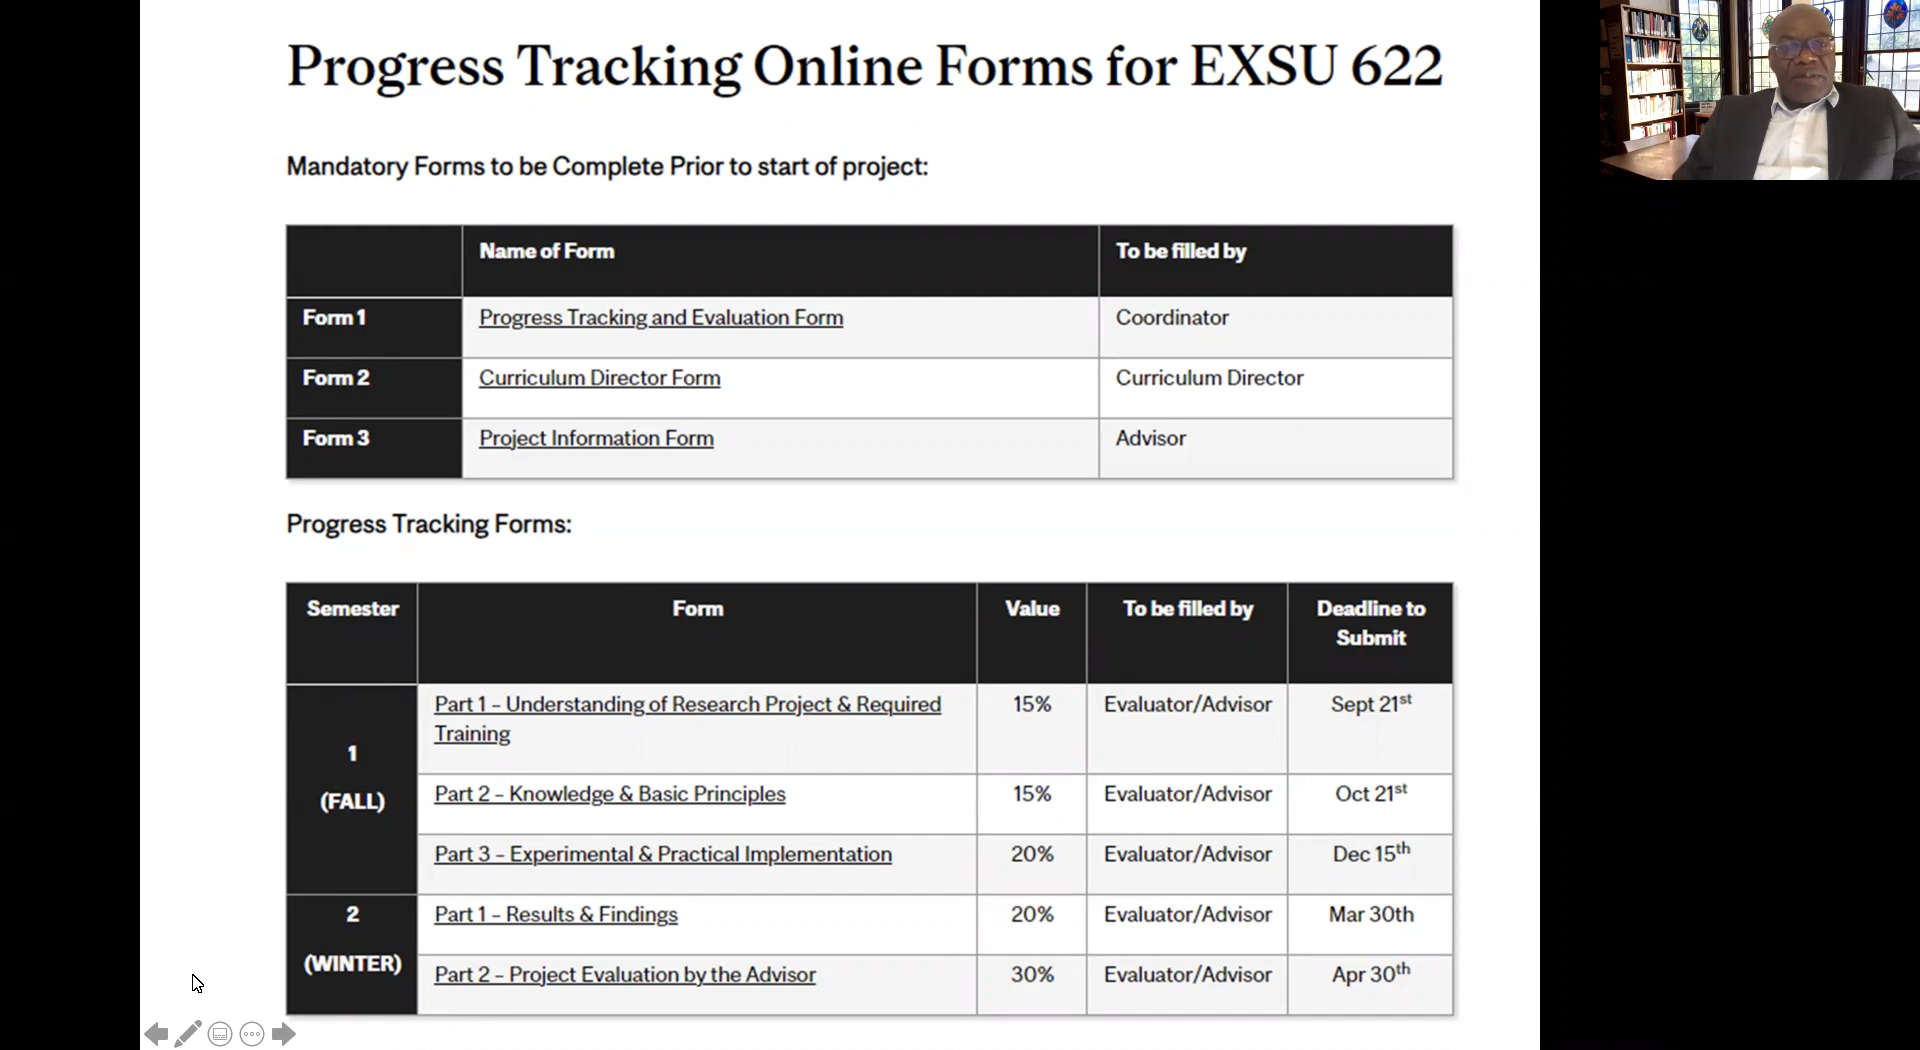 Progress Tracking Online Forms for EXSU 622
Mandatory Forms to be Complete Prior to start of project:
Name of Form To be filled by
Form 1 Progress Tracking and Evaluation Form Coordinator
Form 2 Curriculum Director Form Curriculum Director
Form 3 Project Information Form Advisor
Progress Tracking Forms:
Semester Form Value To be filled by Deadline to
Submit
1
(FALL)
Part 1 – Understanding of Research Project & Required 15% Evaluator/Advisor Sept 21st
Training
Part 2 – Knowledge & Basic Principles 15% Evaluator/Advisor Oct 21st
Part 3 – Experimental & Practical Implementation 20% Evaluator/Advisor Dec 15th
2
(WINTER)
Part 1 – Results & Findings 20% Evaluator/Advisor Mar 30th
Part 2 – Project Evaluation by the Advisor 30% Evaluator/Advisor Apr 30th